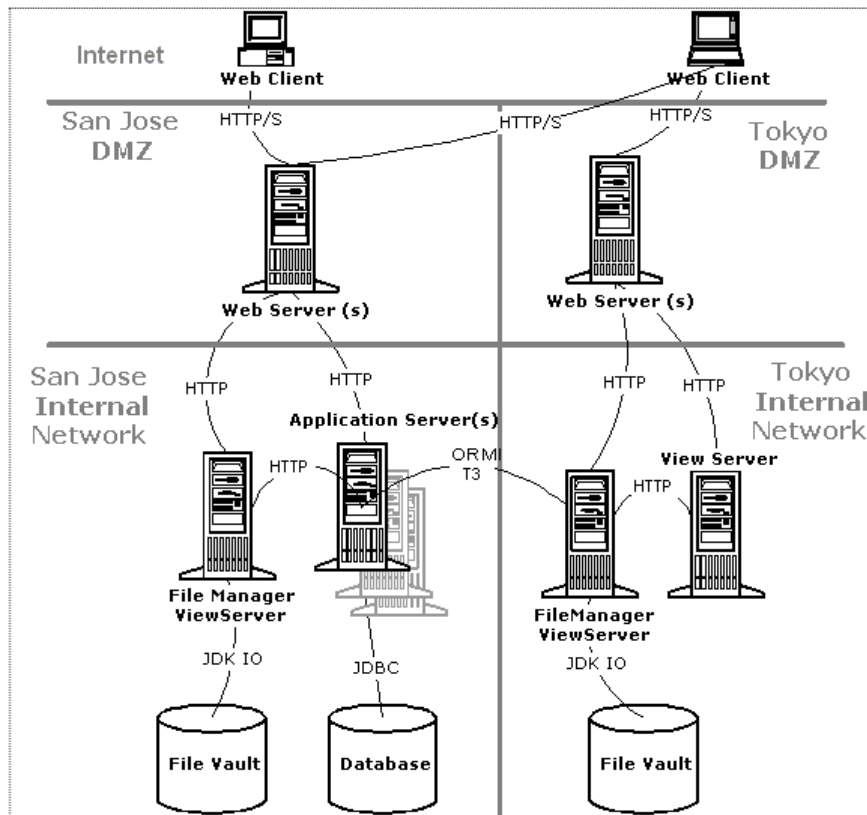 Internet
Web Client
Web Client
San Jose
DMZ
HTTP/S
HTTP/S
HTTP/S
Tokyo
DMZ
Web Server (s)
Web Server (s)
San Jose
Internal
Network
HTTP
HTTP
HTTP
HTTP
Tokyo
Internal
Network
Application Server(s)
View Server
HTTP
ORMI
T3
HTTP
File Manager
ViewServer
FileManager
ViewServer
JDK IO
JDBC
JDK IO
File Vault
Database
File Vault